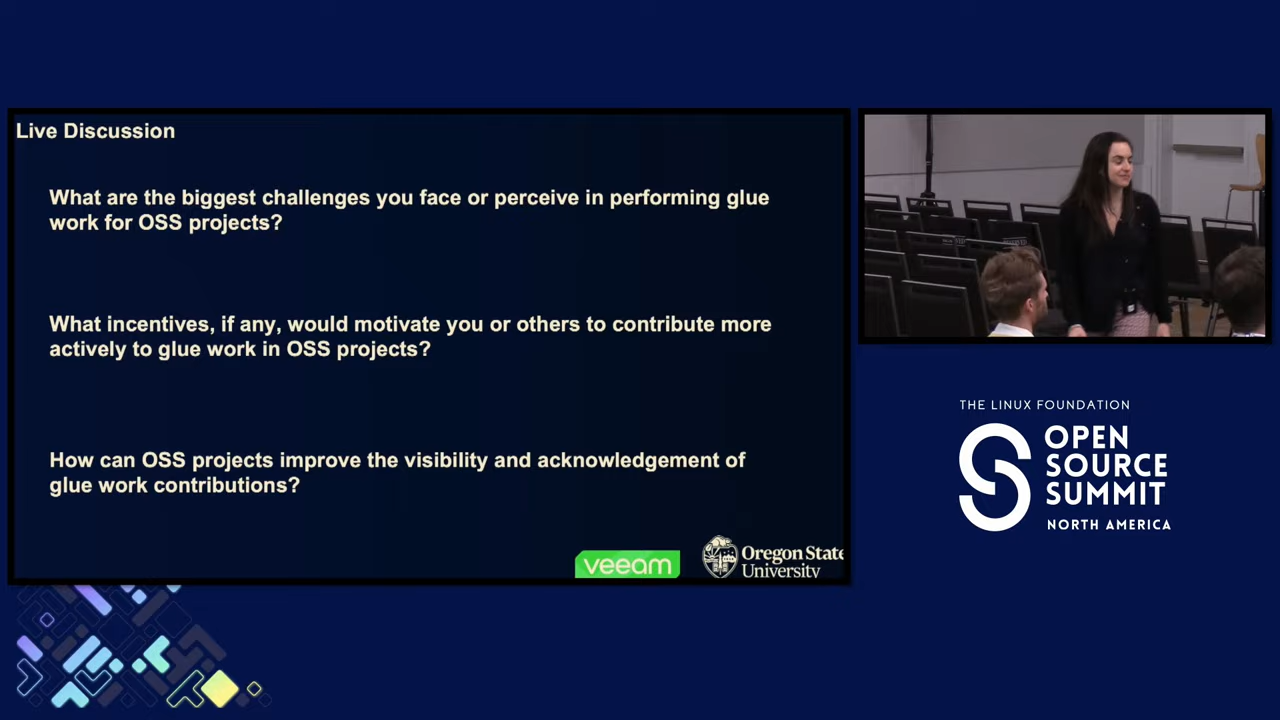 Live Discussion
What are the biggest challenges you face or perceive in performing glue
work for OSS projects?
What incentives, if any, would motivate you or others to contribute more
actively to glue work in OSS projects?
How can OSS projects improve the visibility and acknowledgement of
glue work contributions?
veeam
Oregon State
University
THE LINUX FOUNDATION
OPEN
SOURCE
SUMMIT
NORTH AMERICA